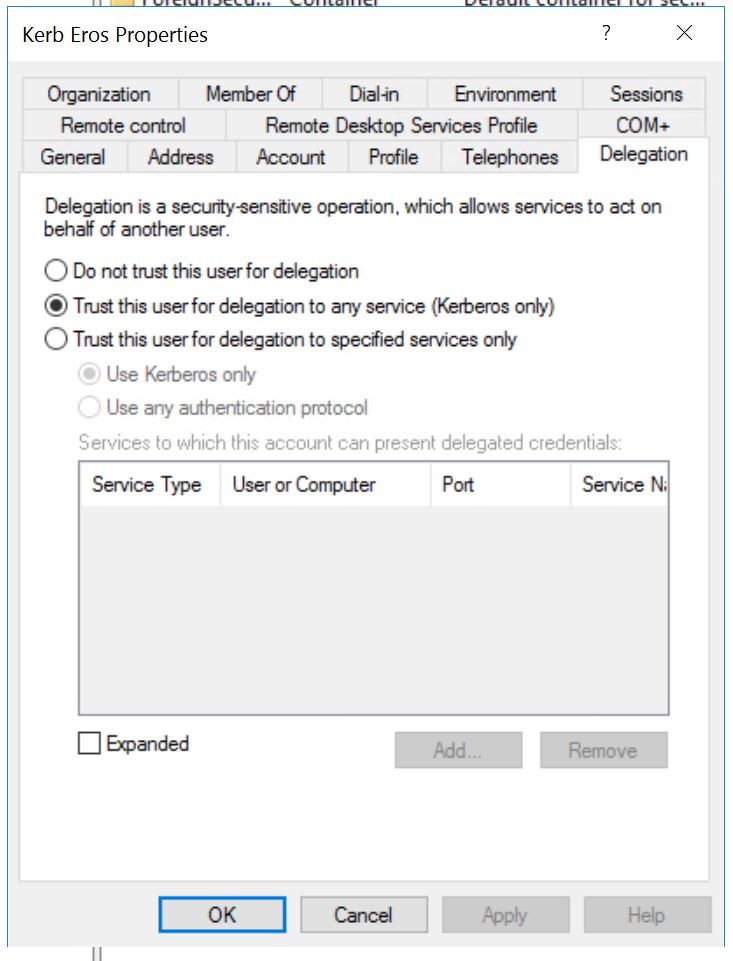 Container Default container for sec...
Kerb Eros Properties ?
Organization Member Of Dial-in Environment Sessions
Remote control Remote Desktop Services Profile COM+
General Address Account Profile Telephones Delegation
Delegation is a security-sensitive operation, which allows services to act on
behalf of another user.
Do not trust this user for delegation
Trust this user for delegation to any service (Kerberos only)
Trust this user for delegation to specified services only
Use Kerberos only
Use any authentication protocol
Services to which this account can present delegated credentials:
Service Type User or Computer Port Service Na
Expanded Add... Remove
OK Cancel Apply Help